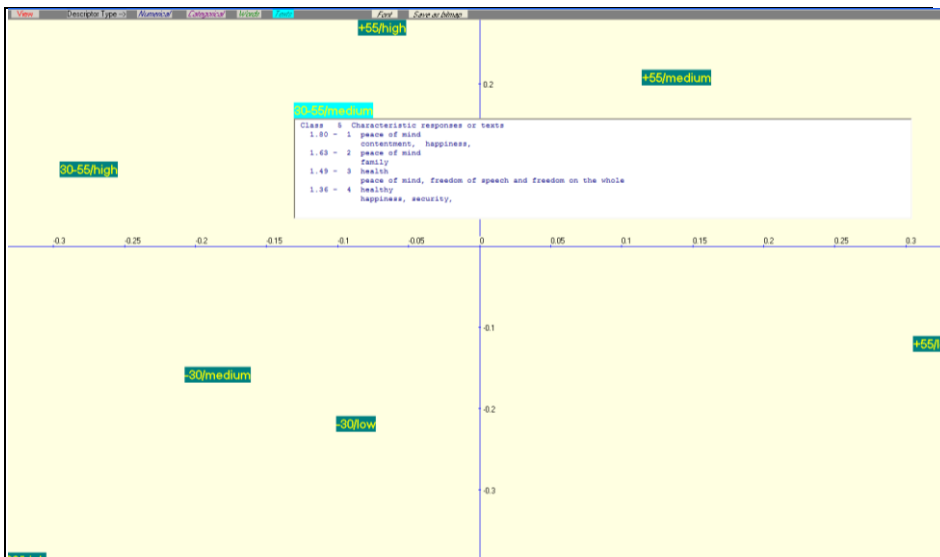 View Descriptor Type --> Numerical Categorical Words Texts Font Save as bitmap
+55/high
+55/medium
0.2
30-55/medium
Class 5 Characteristic responses or texts
1.80 - 1 peace of mind
contentment, happiness,
1.63 - 2 peace of mind
family
30-55/high
1.49 - 3 health
peace of mind, freedom of speech and freedom on the whole
1.36 - 4 healthy
happiness, security,
-0.3 -0.25 -0.2 -0.15 -0.1 -0.05 0 0.05 0.1 0.15 0.2 0.25 0.3
-0.1
+55/l
-30/medium
-0.2
-30/low
-0.3